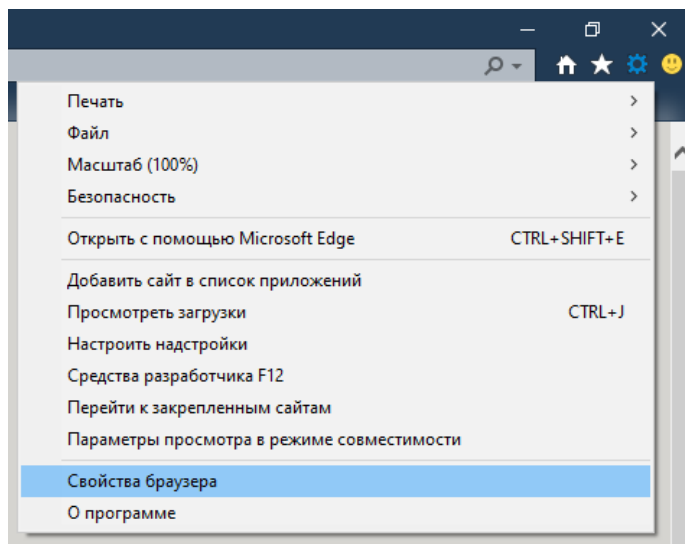 Печать
Файл
Масштаб (100%)
Безопасность
Открыть с помощью Microsoft Edge CTRL+SHIFT+E
Добавить сайт в список приложений
Просмотреть загрузки CTRL+J
Настроить надстройки
Средства разработчика F12
Перейти к закрепленным сайтам
Параметры просмотра в режиме совместимости
Свойства браузера
О программе